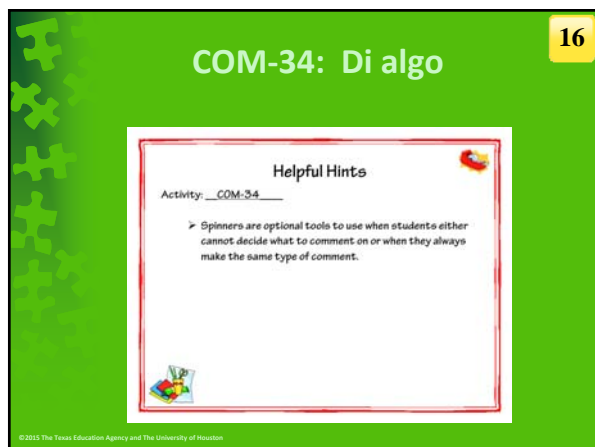 COM-34: Di algo
16
Helpful Hints
Activity: __COM-34____
➢ Spinners are optional tools to use when students either
cannot decide what to comment on or when they always
make the same type of comment.
©2015 The Texas Education Agency and The University of Houston